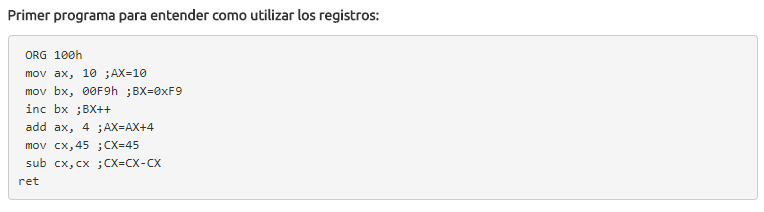 Primer programa para entender como utilizar los registros:
ORG 100h
mov ax, 10 ;AX=10
mov bx, 00F9h ;BX=0xF9
inc bx ;BX++
add ax, 4 ;AX=AX+4
mov cx,45 ;CX=45
sub cx,cx ;CX=CX-CX
ret